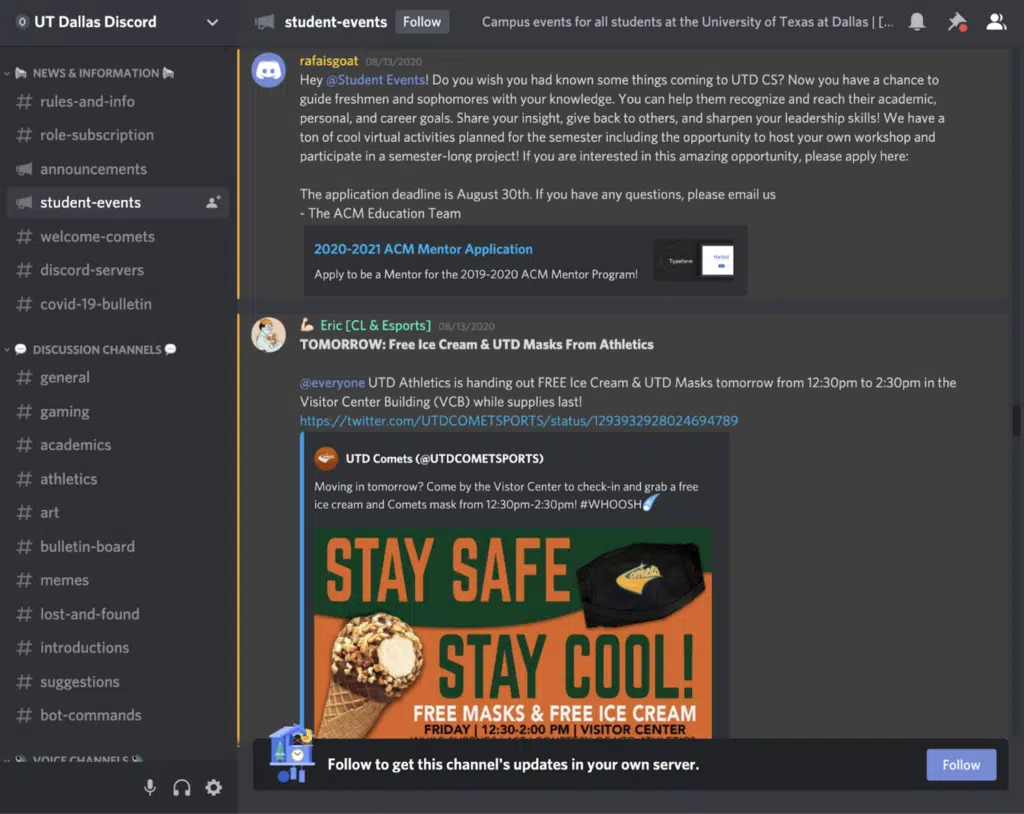 UT Dallas Discord
NEWS & INFORMATION
# rules-and-info
# role-subscription
announcements
student-events
# welcome-comets
# discord-servers
# covid-19-bulletin
DISCUSSION CHANNELS
# general
# gaming
# academics
# athletics
# art
# bulletin-board
# memes
# lost-and-found
# introductions
# suggestions
# bot-commands
VOICE CHANNELS
student-events Follow Campus events for all students at the University of Texas at Dallas | [...
rafaisgoat 08/13/2020
Hey @Student Events! Do you wish you had known some things coming to UTD CS? Now you have a chance to
guide freshmen and sophomores with your knowledge. You can help them recognize and reach their academic,
personal, and career goals. Share your insight, give back to others, and sharpen your leadership skills! We have a
ton of cool virtual activities planned for the semester including the opportunity to host your own workshop and
participate in a semester-long project! If you are interested in this amazing opportunity, please apply here:
The application deadline is August 30th. If you have any questions, please email us
- The ACM Education Team
2020-2021 ACM Mentor Application
Apply to be a Mentor for the 2019-2020 ACM Mentor Program!
Typeform
Hello!
Eric [CL & Esports] 08/13/2020
TOMORROW: Free Ice Cream & UTD Masks From Athletics
@everyone UTD Athletics is handing out FREE Ice Cream & UTD Masks tomorrow from 12:30pm to 2:30pm in the
Visitor Center Building (VCB) while supplies last!
https://twitter.com/UTDCOMETSPORTS/status/1293932928024694789
UTD Comets (@UTDCOMETSPORTS)
Moving in tomorrow? Come by the Vistor Center to check-in and grab a free
ice cream and Comets mask from 12:30pm-2:30pm! #WHOOSH
STAY SAFE
Comets
STAY COOL!
FREE MASKS & FREE ICE CREAM
FRIDAY | 12:30-2:00 PM | VISITOR CENTER
Follow to get this channel's updates in your own server.
Follow